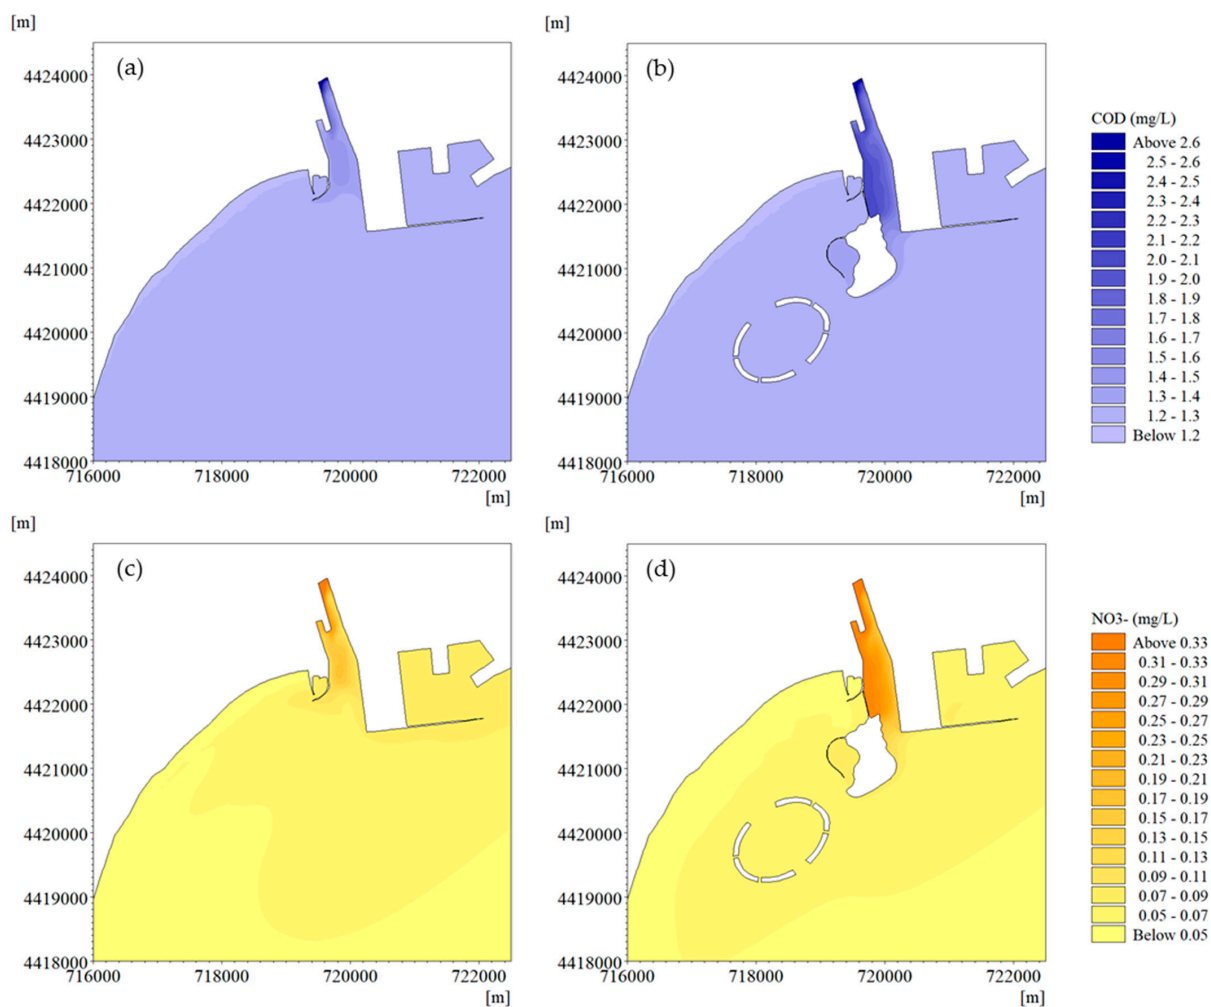 [m]
[m]
(a)
(b)
4424000
4423000
4422000
4421000
4420000
4419000
4418000
716000
718000
720000
722000
[m]
4424000
4423000
4422000
4421000
4420000
4419000
4418000
716000
718000
720000
722000
[m]
COD (mg/L)
Above 2.6
2.5 - 2.6
2.4 - 2.5
2.3 - 2.4
2.2 - 2.3
2.1 - 2.2
2.0 - 2.1
1.9 - 2.0
1.8 - 1.9
1.7 - 1.8
1.6 - 1.7
1.5 - 1.6
1.4 - 1.5
1.3 - 1.4
1.2 - 1.3
Below 1.2
[m]
[m]
(c)
(d)
4424000
4423000
4422000
4421000
4420000
4419000
4418000
716000
718000
720000
722000
[m]
4424000
4423000
4422000
4421000
4420000
4419000
4418000
716000
718000
720000
722000
[m]
NO3- (mg/L)
Above 0.33
0.31 - 0.33
0.29 - 0.31
0.27 - 0.29
0.25 - 0.27
0.23 - 0.25
0.21 - 0.23
0.19 - 0.21
0.17 - 0.19
0.15 - 0.17
0.13 - 0.15
0.11 - 0.13
0.09 - 0.11
0.07 - 0.09
0.05 - 0.07
Below 0.05